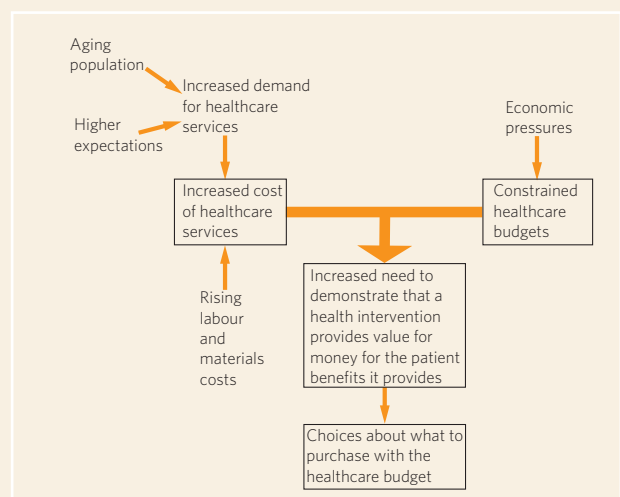 Aging
population
Increased demand
for healthcare
services
Higher
expectations
Economic
pressures
Increased cost
of healthcare
services
Constrained
healthcare
budgets
Rising
labour
and
materials
costs
Increased need to
demonstrate that a
health intervention
provides value for
money for the patient
benefits it provides
Choices about what to
purchase with the
healthcare budget